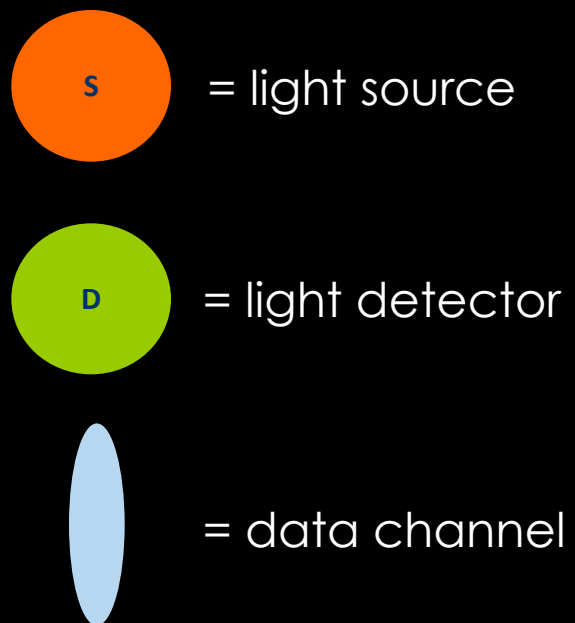 S = light source
D = light detector
= data channel